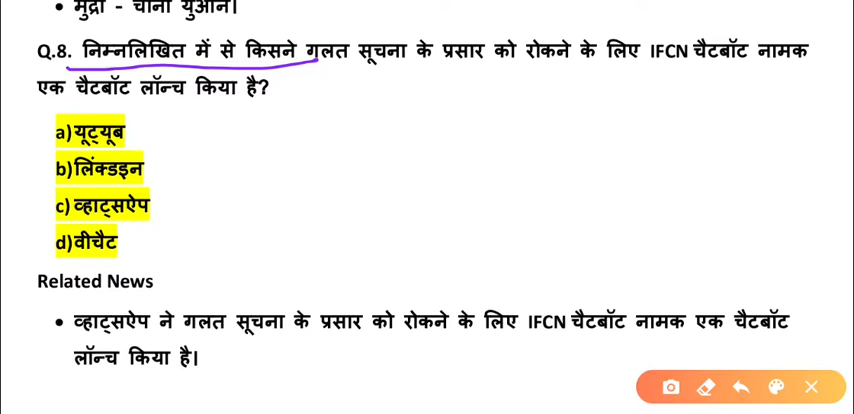 • मुद्रा - चीनी युआन।
Q.8. निम्नलिखित में से किसने गलत सूचना के प्रसार को रोकने के लिए IFCN चैटबॉट नामक
एक चैटबॉट लॉन्च किया है?
a)यूट्यूब
b)लिंक्डइन
c) व्हाट्सऐप
d)वीचैट
Related News
• व्हाट्सऐप ने गलत सूचना के प्रसार को रोकने के लिए IFCN चैटबॉट नामक एक चैटबॉट
लॉन्च किया है।